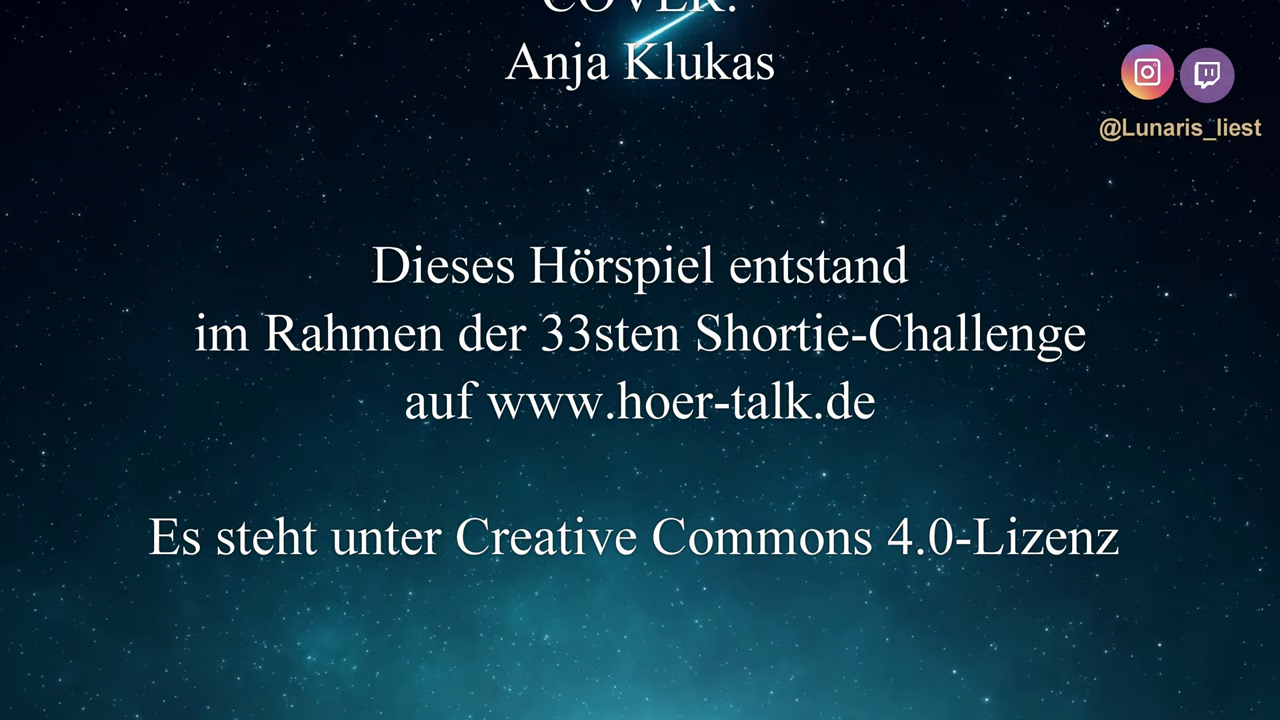 COVER:
Anja Klukas
@Lunaris_liest
Dieses Hörspiel entstand
im Rahmen der 33sten Shortie-Challenge
auf www.hoer-talk.de
Es steht unter Creative Commons 4.0-Lizenz